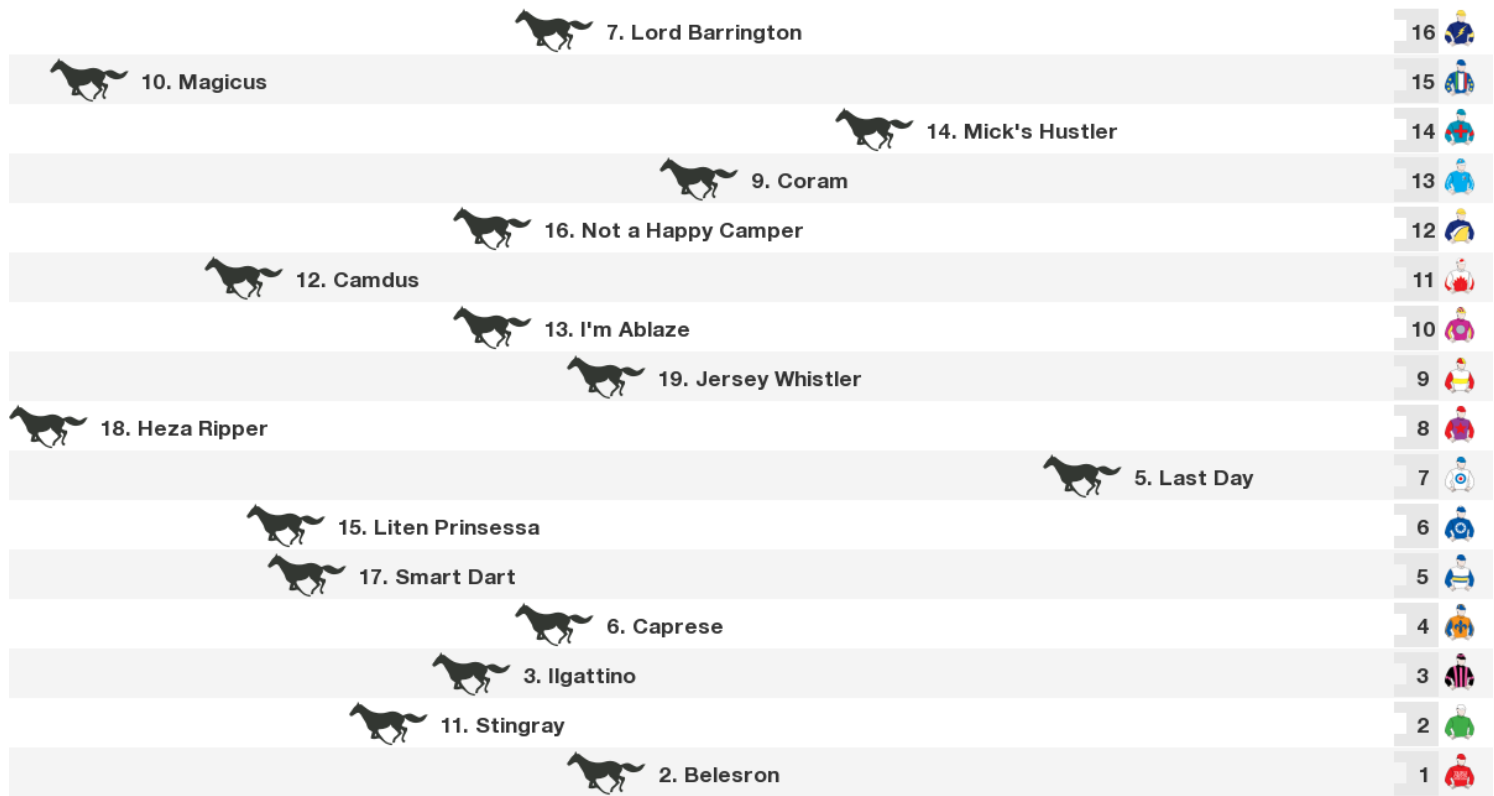 7. Lord Barrington 16
10. Magicus 15
14. Mick's Hustler 14
9. Coram 13
16. Not a Happy Camper 12
12. Camdus 11
13. I'm Ablaze 10
19. Jersey Whistler 9
18. Heza Ripper 8
5. Last Day 7
15. Liten Prinsessa 6
17. Smart Dart 5
6. Caprese 4
3. Ilgattino 3
11. Stingray 2
2. Belesron 1